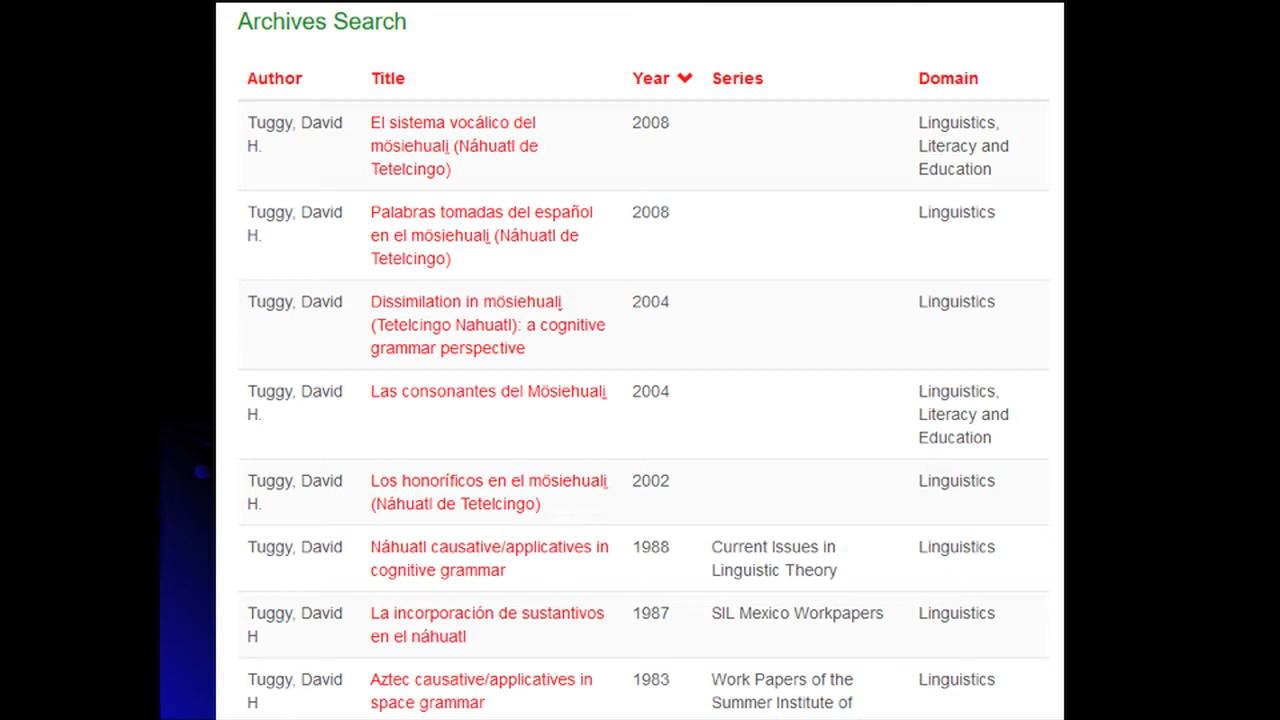 Archives Search
Author Title Year Series Domain
Tuggy, David El sistema vocálico del 2008 Linguistics,
H. mösiehuali̱ (Náhuatl de Literacy and
Tetelcingo) Education
Tuggy, David Palabras tomadas del español 2008 Linguistics
H. en el mösiehuali̱ (Náhuatl de
Tetelcingo)
Tuggy, David Dissimilation in mösiehuali̱ 2004 Linguistics
(Tetelcingo Nahuatl): a cognitive
grammar perspective
Tuggy, David Las consonantes del Mösiehuali̱ 2004 Linguistics,
H. Literacy and
Education
Tuggy, David Los honoríficos en el mösiehuali̱ 2002 Linguistics
H. (Náhuatl de Tetelcingo)
Tuggy, David Náhuatl causative/applicatives in 1988 Current Issues in Linguistics
cognitive grammar Linguistic Theory
Tuggy, David La incorporación de sustantivos 1987 SIL Mexico Workpapers Linguistics
H en el náhuatl
Tuggy, David Aztec causative/applicatives in 1983 Work Papers of the Linguistics
H space grammar Summer Institute of